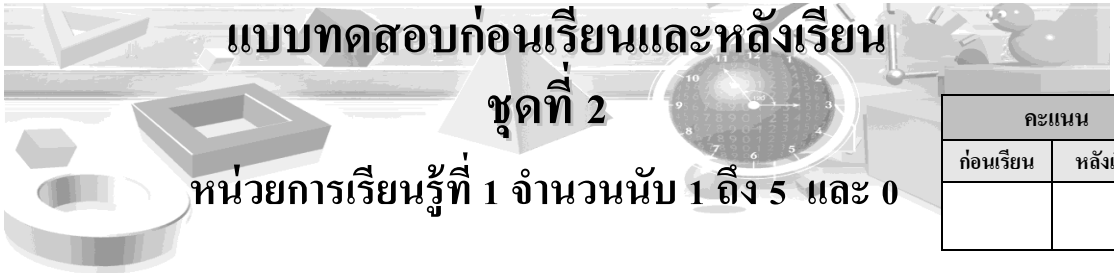 แบบทดสอบก่อนเรียนและหลังเรียน
ชุดที่ 2
หน่วยการเรียนรู้ที่ 1 จำนวนนับ 1 ถึง 5 และ 0
คะแนน
ก่อนเรียน